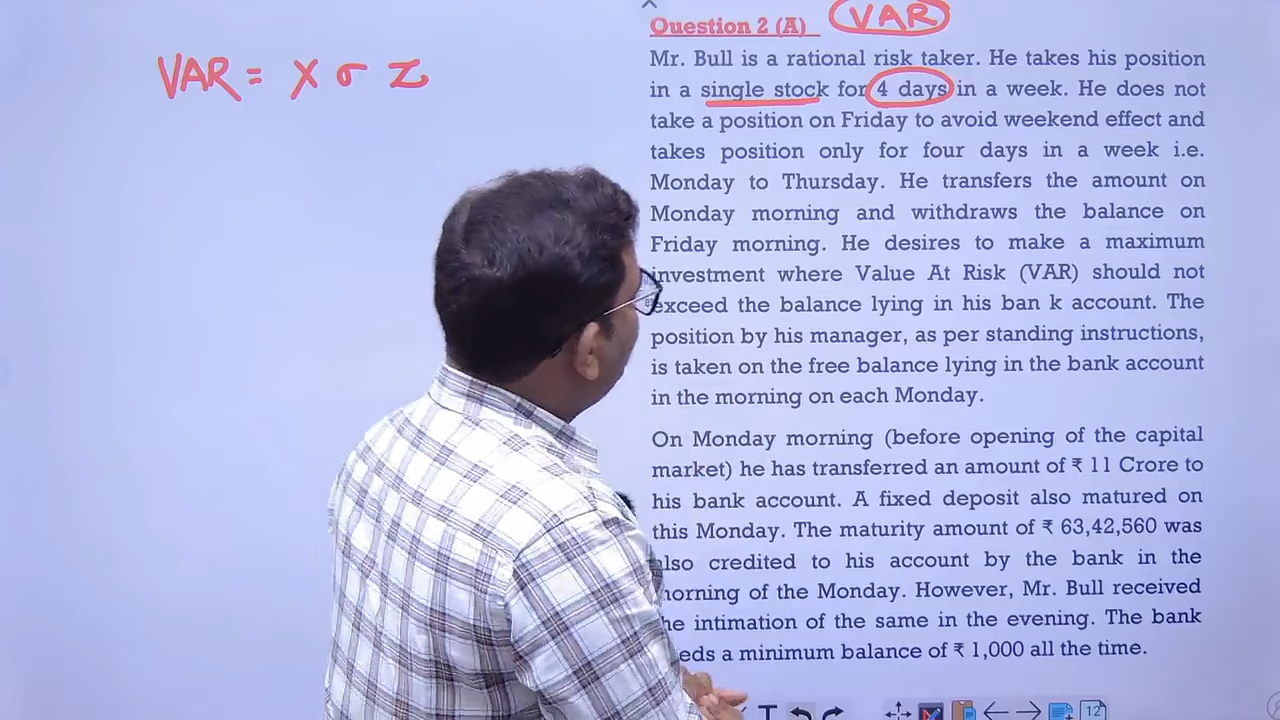 Question 2 (A) VAR
VAR = X σ Z
Mr. Bull is a rational risk taker. He takes his position
in a single stock for 4 days in a week. He does not
take a position on Friday to avoid weekend effect and
takes position only for four days in a week i.e.
Monday to Thursday. He transfers the amount on
Monday morning and withdraws the balance on
Friday morning. He desires to make a maximum
investment where Value At Risk (VAR) should not
exceed the balance lying in his ban k account. The
position by his manager, as per standing instructions,
is taken on the free balance lying in the bank account
in the morning on each Monday.
On Monday morning (before opening of the capital
market) he has transferred an amount of ₹ 11 Crore to
his bank account. A fixed deposit also matured on
this Monday. The maturity amount of ₹ 63,42,560 was
also credited to his account by the bank in the
morning of the Monday. However, Mr. Bull received
the intimation of the same in the evening. The bank
a minimum balance of ₹ 1,000 all the time.
T
12